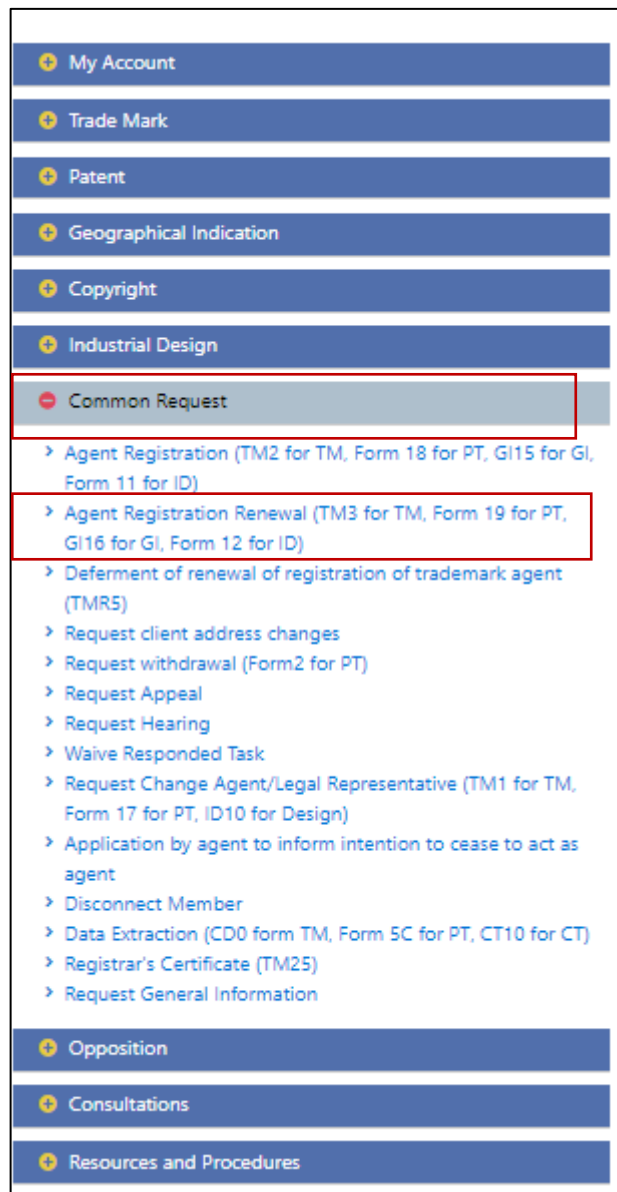 My Account
Trade Mark
Patent
Geographical Indication
Copyright
Industrial Design
Common Request
Agent Registration (TM2 for TM, Form 18 for PT, GI15 for GI,
Form 11 for ID)
Agent Registration Renewal (TM3 for TM, Form 19 for PT,
GI16 for GI, Form 12 for ID)
Deferment of renewal of registration of trademark agent
(TMR5)
Request client address changes
Request withdrawal (Form2 for PT)
Request Appeal
Request Hearing
Waive Responded Task
Request Change Agent/Legal Representative (TM1 for TM,
Form 17 for PT, ID10 for Design)
Application by agent to inform intention to cease to act as
agent
Disconnect Member
Data Extraction (CD0 form TM, Form 5C for PT, CT10 for CT)
Registrar's Certificate (TM25)
Request General Information
Opposition
Consultations
Resources and Procedures